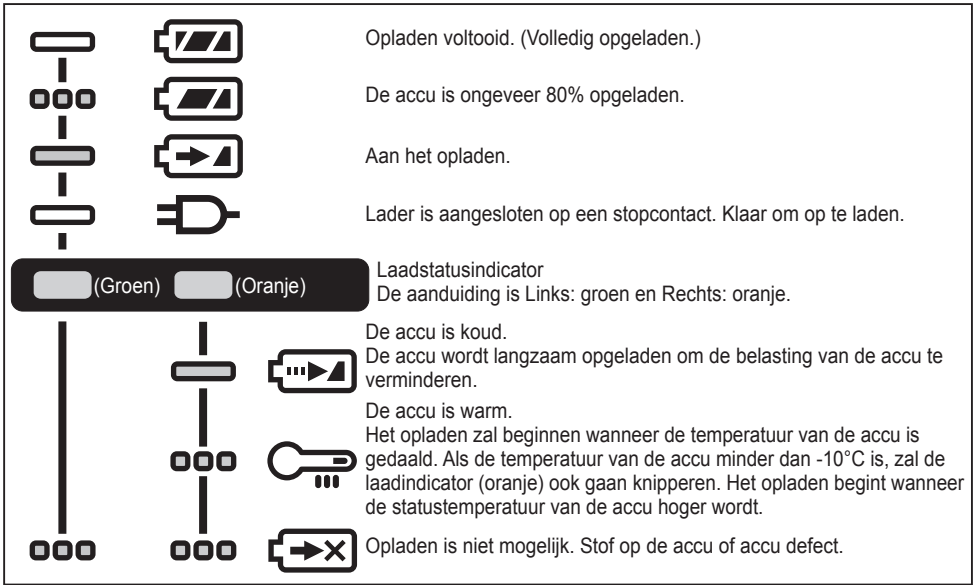 Opladen voltooid. (Volledig opgeladen.)
De accu is ongeveer 80% opgeladen.
Aan het opladen.
Lader is aangesloten op een stopcontact. Klaar om op te laden.
(Groen) (Oranje)
Laadstatusindicator
De aanduiding is Links: groen en Rechts: oranje.
De accu is koud.
De accu wordt langzaam opgeladen om de belasting van de accu te
verminderen.
De accu is warm.
Het opladen zal beginnen wanneer de temperatuur van de accu is
gedaald. Als de temperatuur van de accu minder dan -10°C is, zal de
laadindicator (oranje) ook gaan knipperen. Het opladen begint wanneer
de statustemperatuur van de accu hoger wordt.
Opladen is niet mogelijk. Stof op de accu of accu defect.